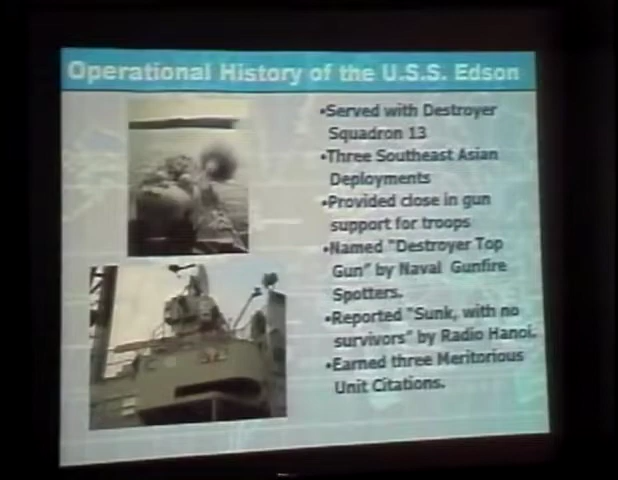 Operational History of the U.S.S. Edson
•Served with Destroyer
Squadron 13
•Three Southeast Asian
Deployments
•Provided close in gun
support for troops
•Named "Destroyer Top
Gun" by Naval Gunfire
Spotters.
•Reported "Sunk, with no
survivors" by Radio Hanoi.
•Earned three Meritorious
Unit Citations.